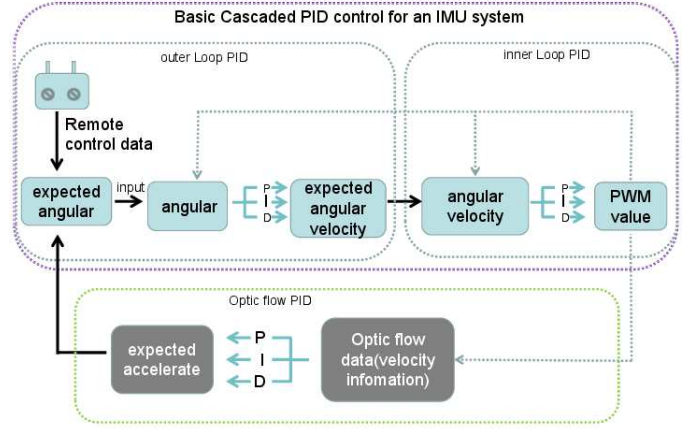 Basic Cascaded PID control for an IMU system
outer Loop PID
inner Loop PID
Remote
control data
expected
angular
input
angular
P
I
D
expected
angular
velocity
angular
velocity
P
I
D
PWM
value
Optic flow PID
expected
accelerate
P
I
D
Optic flow
data(velocity
infomation)